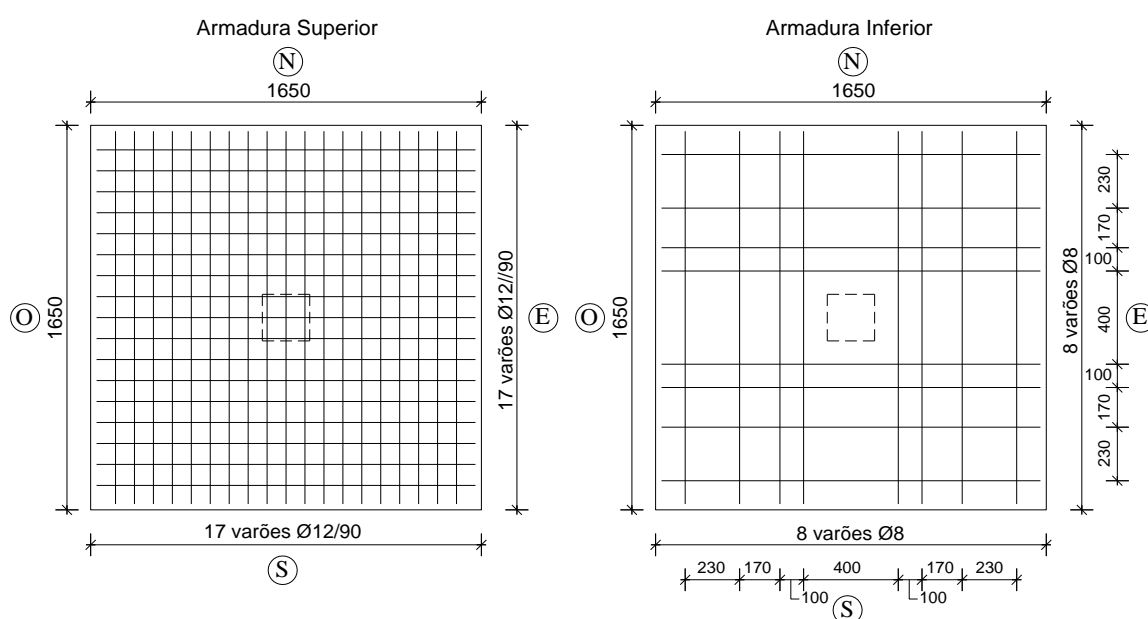 Armadura Superior
N
1650
O
1650
17 varões Ø12//90
E
17 varões Ø12/90
S
Armadura Inferior
N
1650
O
1650
8 varões Ø8
230
170
100
400
100
170
230
E
8 varões Ø8
230
170
100
400
100
170
230
S